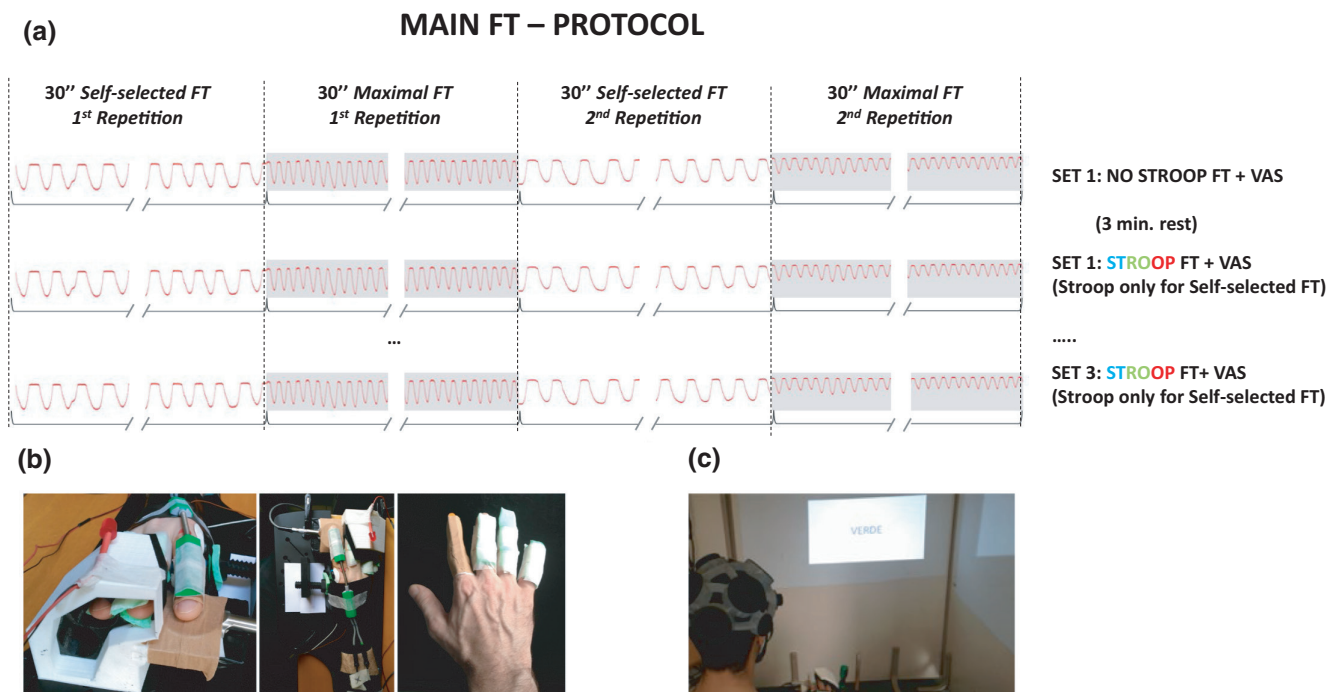 (a)
MAIN FT – PROTOCOL
30’’ Self-selected FT
1st Repetition
30’’ Maximal FT
1st Repetition
30’’ Self-selected FT
2nd Repetition
30’’ Maximal FT
2nd Repetition
SET 1: NO STROOP FT + VAS
(3 min. rest)
SET 1: STROOP FT + VAS
(Stroop only for Self-selected FT)
...
.....
SET 3: STROOP FT+ VAS
(Stroop only for Self-selected FT)
(b)
(c)
VERDE